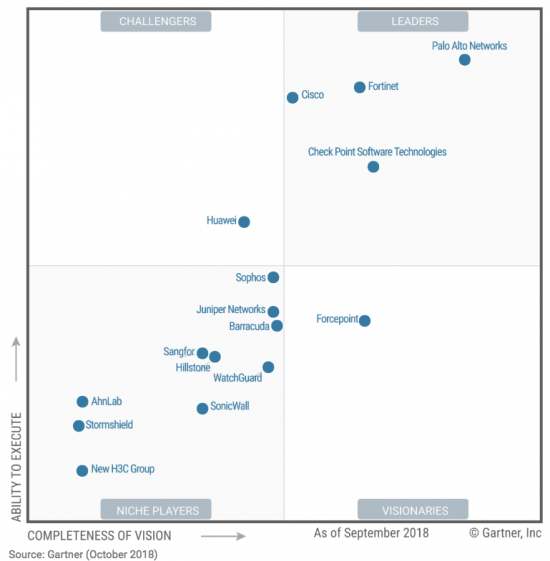 CHALLENGERS
LEADERS
Palo Alto Networks
Fortinet
Cisco
Check Point Software Technologies
Huawei
Sophos
Juniper Networks
Barracuda
Forcepoint
Sangfor
Hillstone
WatchGuard
AhnLab
SonicWall
Stormshield
New H3C Group
ABILITY TO EXECUTE
NICHE PLAYERS
VISIONARIES
COMPLETENESS OF VISION
As of September 2018
© Gartner, Inc
Source: Gartner (October 2018)